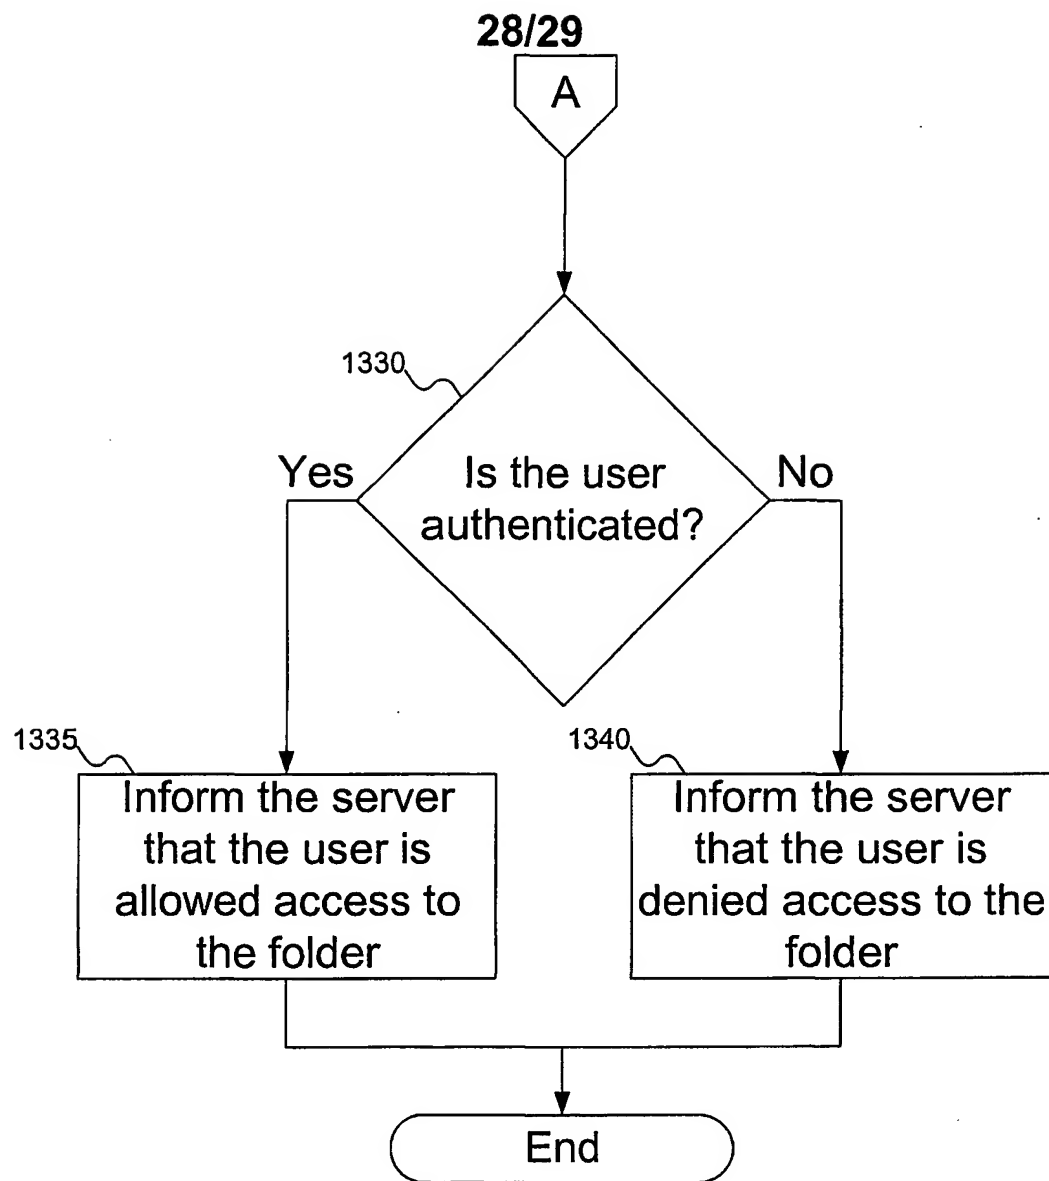 28/29
A
1330
Yes
Is the user
authenticated?
No
1335
Inform the server
that the user is
allowed access to
the folder
1340
Inform the server
that the user is
denied access to the
folder
End